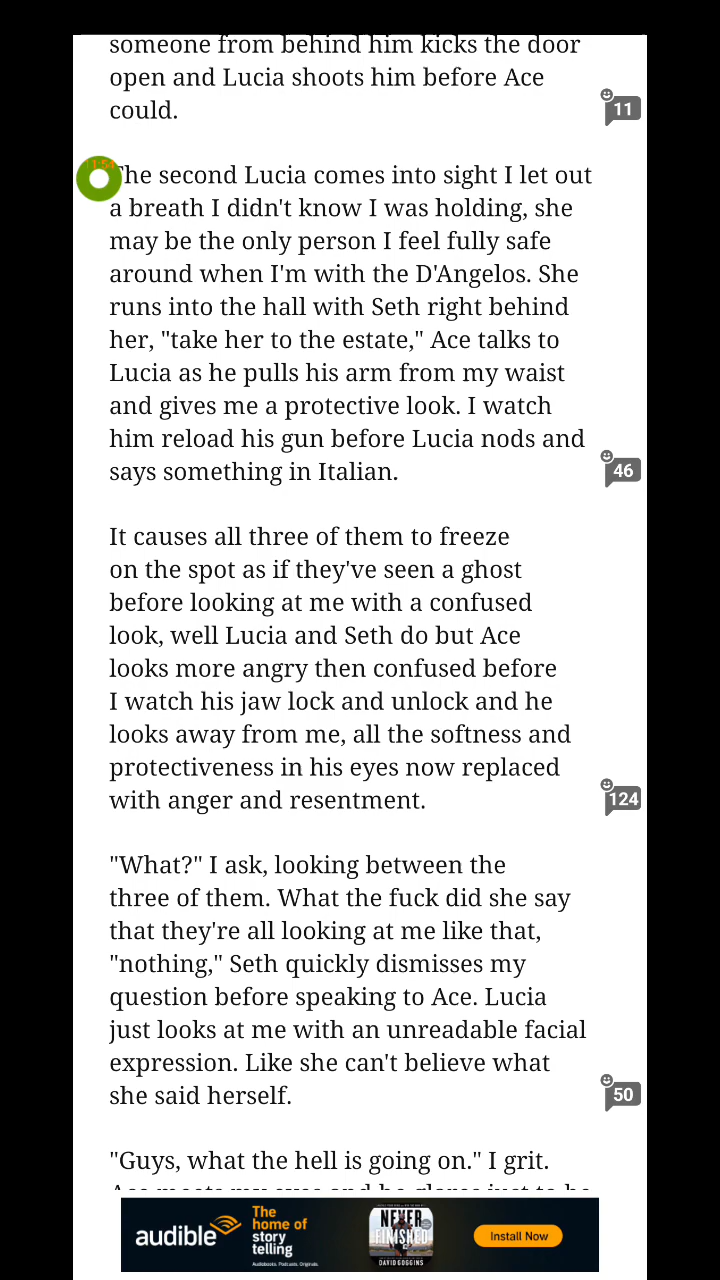 someone from behind him kicks the door
open and Lucia shoots him before Ace
could.
11
1:54
The second Lucia comes into sight I let out
a breath I didn't know I was holding, she
may be the only person I feel fully safe
around when I'm with the D'Angelos. She
runs into the hall with Seth right behind
her, "take her to the estate," Ace talks to
Lucia as he pulls his arm from my waist
and gives me a protective look. I watch
him reload his gun before Lucia nods and
says something in Italian.
46
It causes all three of them to freeze
on the spot as if they've seen a ghost
before looking at me with a confused
look, well Lucia and Seth do but Ace
looks more angry then confused before
I watch his jaw lock and unlock and he
looks away from me, all the softness and
protectiveness in his eyes now replaced
with anger and resentment.
124
"What?" I ask, looking between the
three of them. What the fuck did she say
that they're all looking at me like that,
"nothing," Seth quickly dismisses my
question before speaking to Ace. Lucia
just looks at me with an unreadable facial
expression. Like she can't believe what
she said herself.
50
"Guys, what the hell is going on." I grit.
audible
The
home of
story
telling
Audiobooks. Podcasts. Originals.
NEVER
FINISHED
DAVID GOGGINS
Install Now